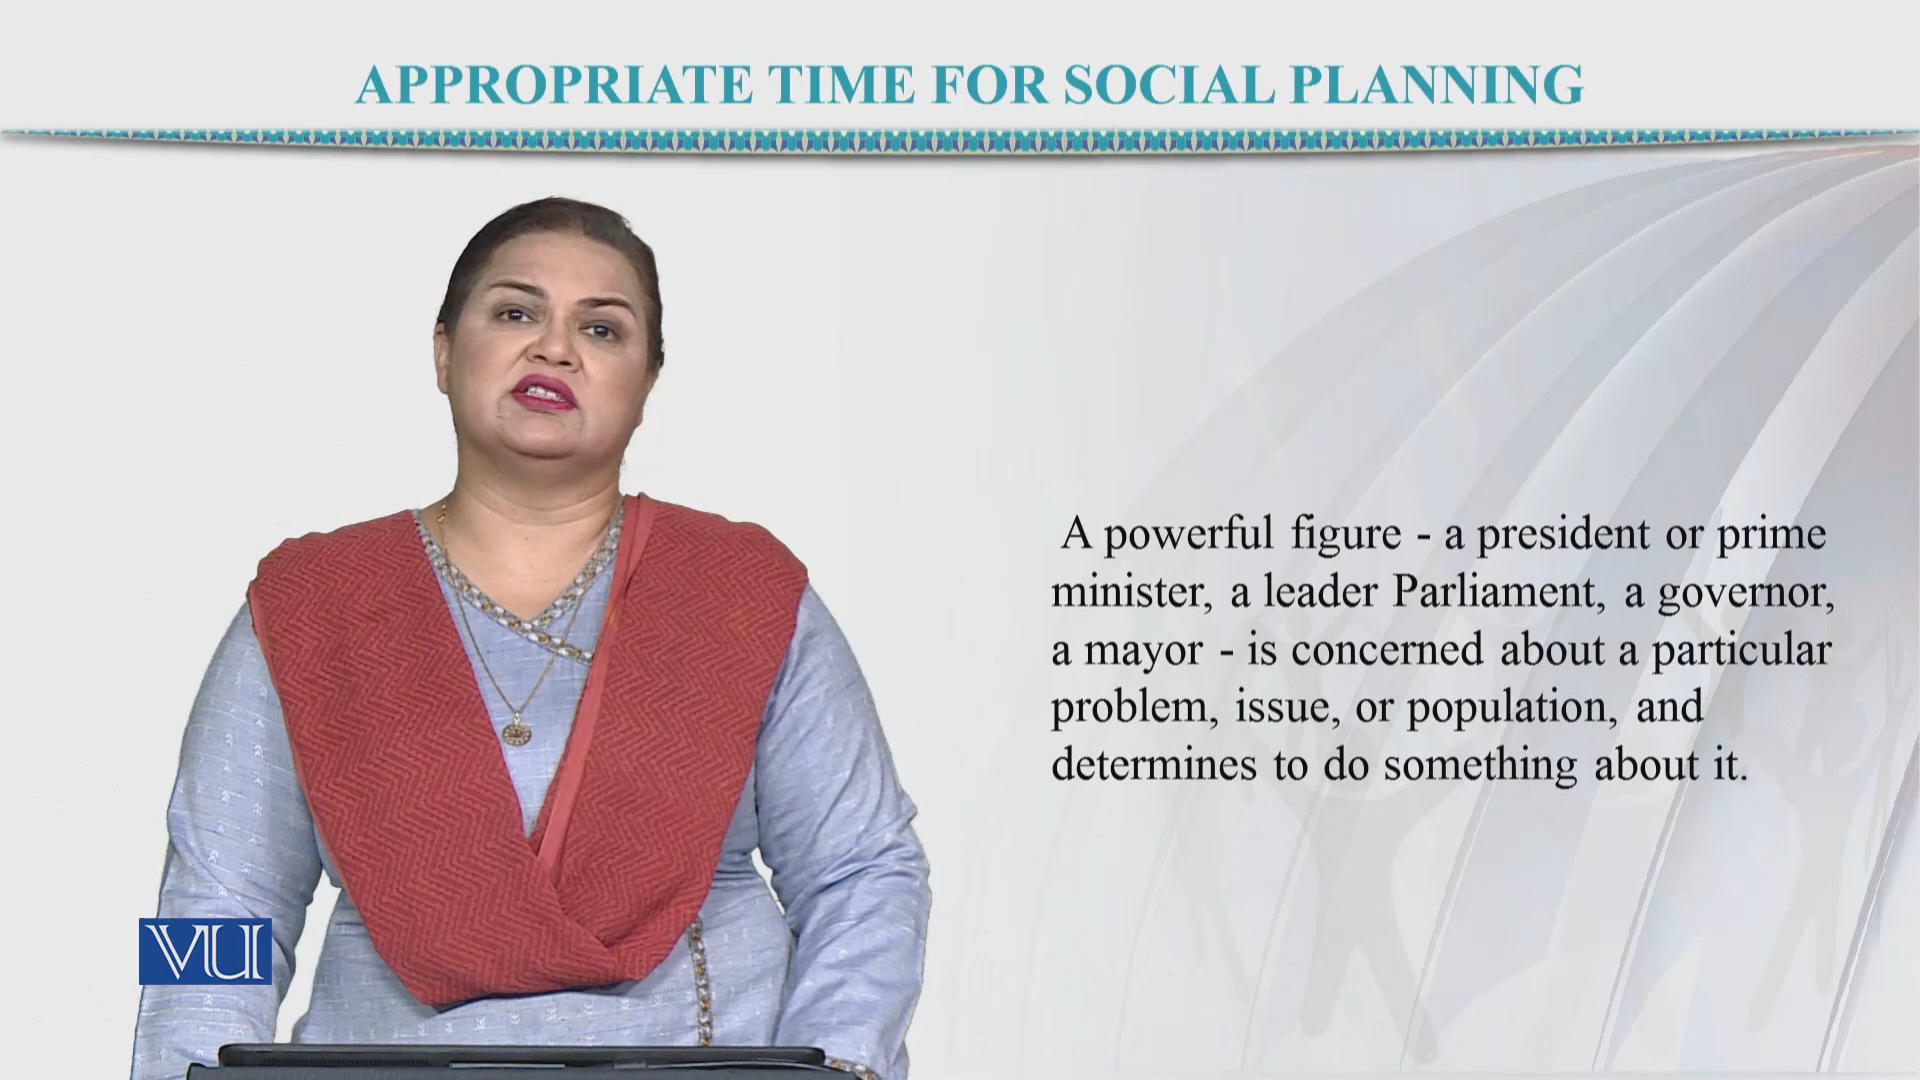 APPROPRIATE TIME FOR SOCIAL PLANNING
A powerful figure - a president or prime
minister, a leader Parliament, a governor,
a mayor - is concerned about a particular
problem, issue, or population, and
determines to do something about it.
VU